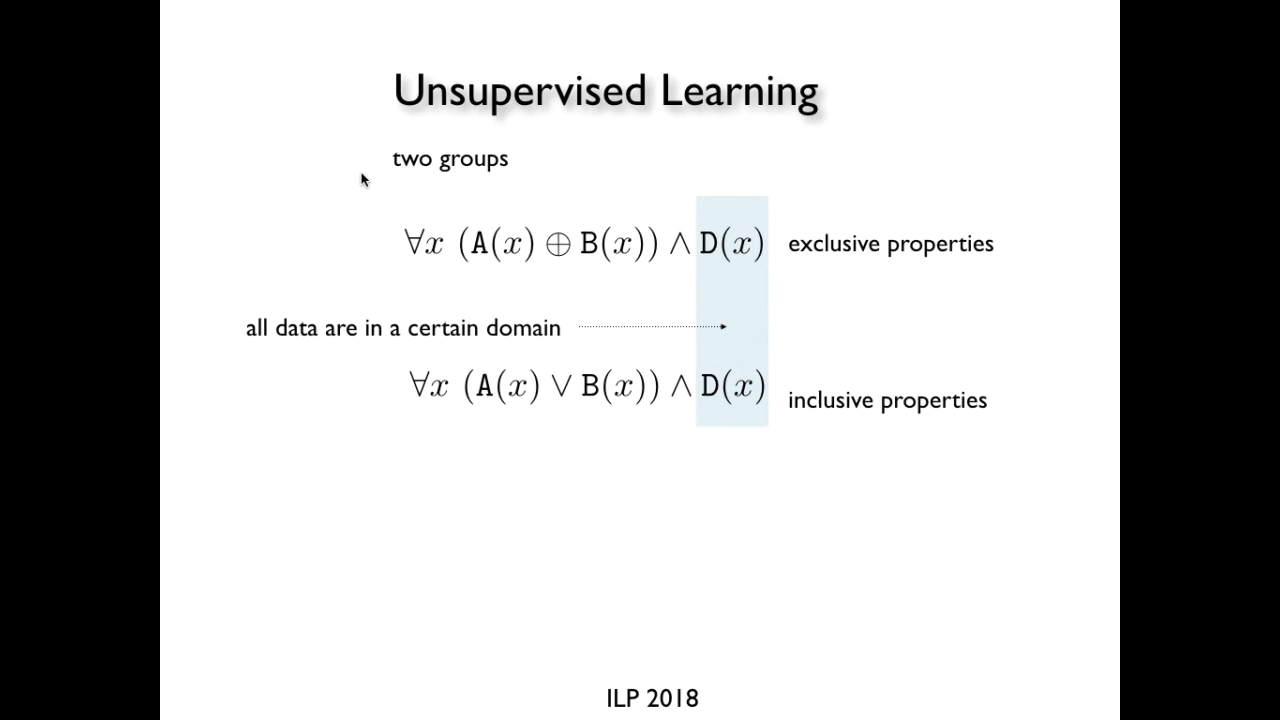 Unsupervised Learning
two groups
∀x (A(x) ⊕ B(x)) ∧ D(x) exclusive properties
all data are in a certain domain
∀x (A(x) ∨ B(x)) ∧ D(x) inclusive properties
ILP 2018